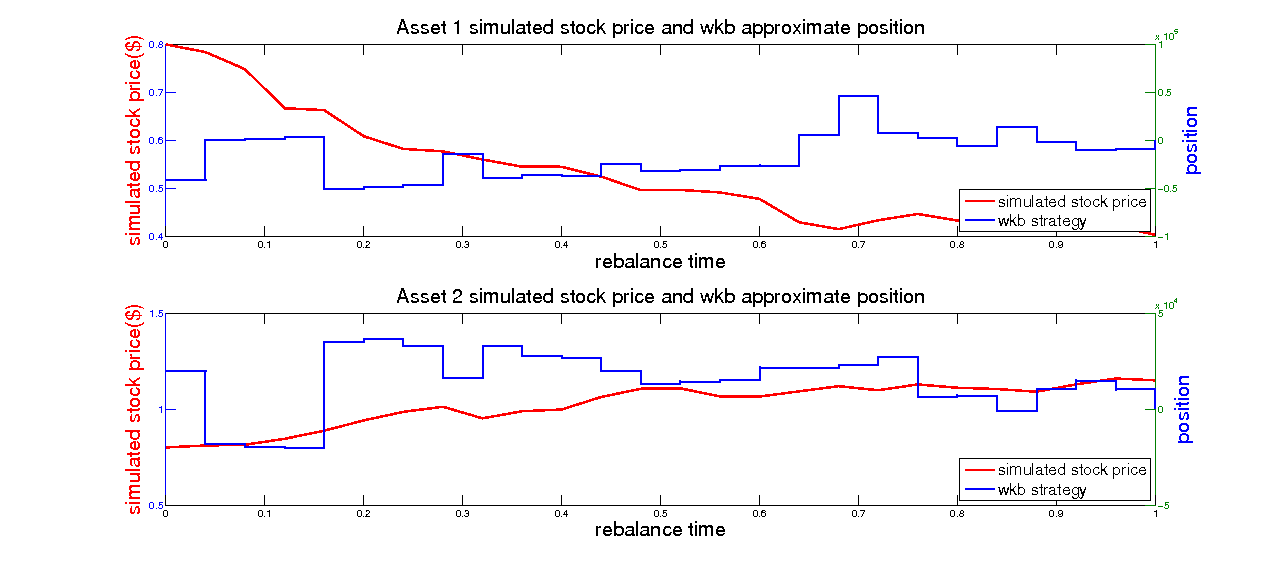 Asset 1 simulated stock price and wkb approximate position
x 10^5
simulated stock price($)
0.8
0.7
0.6
0.5
0.4
1
0.5
0
-0.5
-1
position
simulated stock price
wkb strategy
0 0.1 0.2 0.3 0.4 0.5 0.6 0.7 0.8 0.9 1
rebalance time
Asset 2 simulated stock price and wkb approximate position
x 10^4
simulated stock price($)
1.5
1
0.5
5
0
-5
position
simulated stock price
wkb strategy
0 0.1 0.2 0.3 0.4 0.5 0.6 0.7 0.8 0.9 1
rebalance time